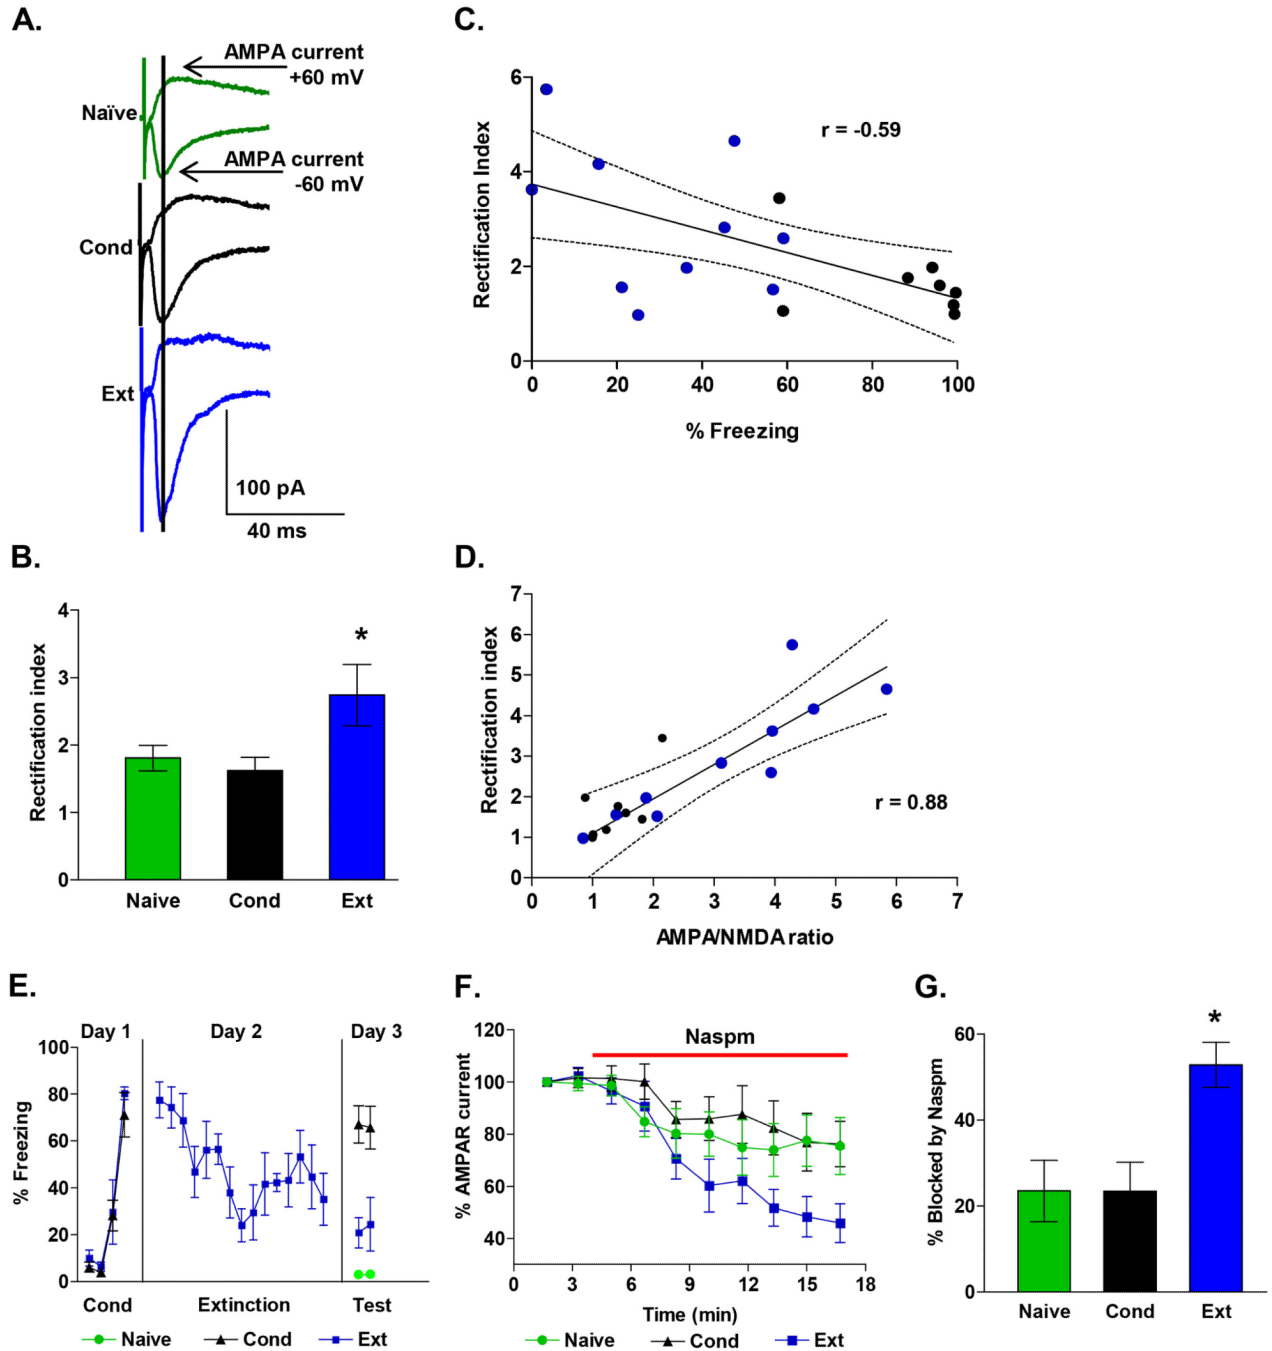 A.
AMPA current
+60 mV
Naïve
AMPA current
-60 mV
Cond
Ext
100 pA
40 ms
B.
Rectification index
4
3
2
1
0
*
Naive
Cond
Ext
C.
Rectification Index
6
4
2
0
r = -0.59
0
20
40
60
80
100
% Freezing
D.
Rectification index
7
6
5
4
3
2
1
0
r = 0.88
0
1
2
3
4
5
6
7
AMPA/NMDA ratio
E.
Day 1
Day 2
Day 3
% Freezing
100
80
60
40
20
0
Cond
Extinction
Test
Naive
Cond
Ext
F.
Naspm
% AMPAR current
120
100
80
60
40
0
3
6
9
12
15
18
Time (min)
Naive
Cond
Ext
G.
% Blocked by Naspm
60
40
20
0
*
Naive
Cond
Ext